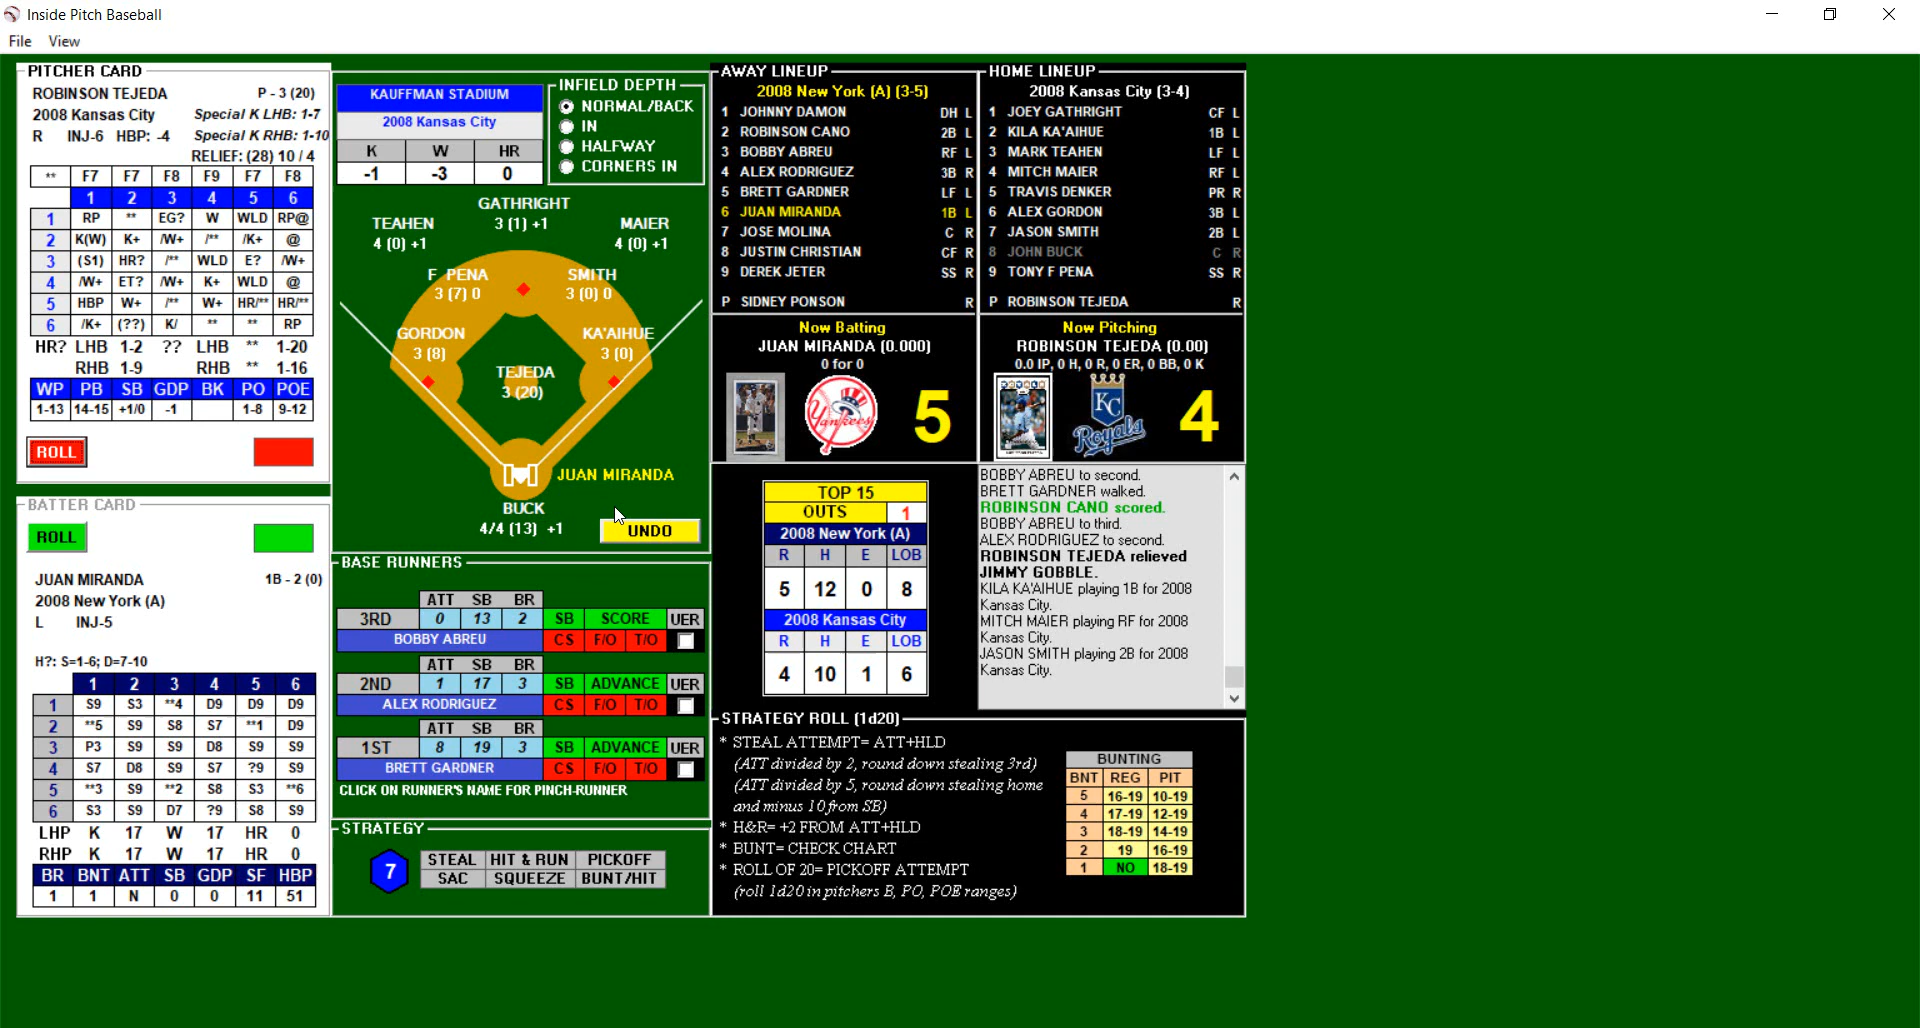 Inside Pitch Baseball
File View
PITCHER CARD
ROBINSON TEJEDA P - 3 (20)
2008 Kansas City Special K LHB: 1-7
R INJ-6 HBP: -4 Special K RHB: 1-10
RELIEF: (28) 10 / 4
** F7 F7 F8 F9 F7 F8
1 2 3 4 5 6
1 RP ** EG? W WLD RP@
2 K(W) K+ /W+ /** /K+ @
3 (S1) HR? /** WLD E? /W+
4 /W+ ET? /W+ K+ WLD @
5 HBP W+ /** W+ HR/** HR/**
6 /K+ (??) K/ ** ** RP
HR? LHB 1-2 ?? LHB ** 1-20
RHB 1-9 RHB ** 1-16
WP PB SB GDP BK PO POE
1-13 14-15 +1/0 -1 1-8 9-12
ROLL
BATTER CARD
ROLL
JUAN MIRANDA 1B - 2 (0)
2008 New York (A)
L INJ-5
H?: S=1-6; D=7-10
1 2 3 4 5 6
1 S9 S3 **4 D9 D9 D9
2 **5 S9 S8 S7 **1 D9
3 P3 S9 S9 D8 S9 S9
4 S7 D8 S9 S7 ?9 S9
5 **3 S9 **2 S8 S3 **6
6 S3 S9 D7 ?9 S8 S9
LHP K 17 W 17 HR 0
RHP K 17 W 17 HR 0
BR BNT ATT SB GDP SF HBP
1 1 N 0 0 11 51
KAUFFMAN STADIUM
2008 Kansas City
K W HR
-1 -3 0
INFIELD DEPTH
NORMAL/BACK
IN
HALFWAY
CORNERS IN
GATHRIGHT
3 (1) +1
TEAHEN
4 (0) +1
MAIER
4 (0) +1
F PENA
3 (7) 0
SMITH
3 (0) 0
GORDON
3 (8)
KA'AIHUE
3 (0)
TEJEDA
3 (20)
JUAN MIRANDA
BUCK
4/4 (13) +1
UNDO
BASE RUNNERS
ATT SB BR
3RD 0 13 2 SB SCORE UER
BOBBY ABREU CS F/O T/O
ATT SB BR
2ND 1 17 3 SB ADVANCE UER
ALEX RODRIGUEZ CS F/O T/O
ATT SB BR
1ST 8 19 3 SB ADVANCE UER
BRETT GARDNER CS F/O T/O
CLICK ON RUNNER'S NAME FOR PINCH-RUNNER
STRATEGY
7
STEAL HIT & RUN PICKOFF
SAC SQUEEZE BUNT/HIT
AWAY LINEUP
2008 New York (A) (3-5)
1 JOHNNY DAMON DH L
2 ROBINSON CANO 2B L
3 BOBBY ABREU RF L
4 ALEX RODRIGUEZ 3B R
5 BRETT GARDNER LF L
6 JUAN MIRANDA 1B L
7 JOSE MOLINA C R
8 JUSTIN CHRISTIAN CF R
9 DEREK JETER SS R
P SIDNEY PONSON R
HOME LINEUP
2008 Kansas City (3-4)
1 JOEY GATHRIGHT CF L
2 KILA KA'AIHUE 1B L
3 MARK TEAHEN LF L
4 MITCH MAIER RF L
5 TRAVIS DENKER PR R
6 ALEX GORDON 3B L
7 JASON SMITH 2B L
8 JOHN BUCK C R
9 TONY F PENA SS R
P ROBINSON TEJEDA R
Now Batting
JUAN MIRANDA (0.000)
0 for 0
Yankees
5
Now Pitching
ROBINSON TEJEDA (0.00)
0.0 IP, 0 H, 0 R, 0 ER, 0 BB, 0 K
KC
Royals
4
TOP 15
OUTS 1
2008 New York (A)
R H E LOB
5 12 0 8
2008 Kansas City
R H E LOB
4 10 1 6
BOBBY ABREU to second.
BRETT GARDNER walked.
ROBINSON CANO scored.
BOBBY ABREU to third.
ALEX RODRIGUEZ to second.
ROBINSON TEJEDA relieved
JIMMY GOBBLE.
KILA KA'AIHUE playing 1B for 2008
Kansas City.
MITCH MAIER playing RF for 2008
Kansas City.
JASON SMITH playing 2B for 2008
Kansas City.
STRATEGY ROLL (1d20)
* STEAL ATTEMPT= ATT+HLD
(ATT divided by 2, round down stealing 3rd)
(ATT divided by 5, round down stealing home
and minus 10 from SB)
* H&R= +2 FROM ATT+HLD
* BUNT= CHECK CHART
* ROLL OF 20= PICKOFF ATTEMPT
(roll 1d20 in pitchers B, PO, POE ranges)
BUNTING
BNT REG PIT
5 16-19 10-19
4 17-19 12-19
3 18-19 14-19
2 19 16-19
1 NO 18-19